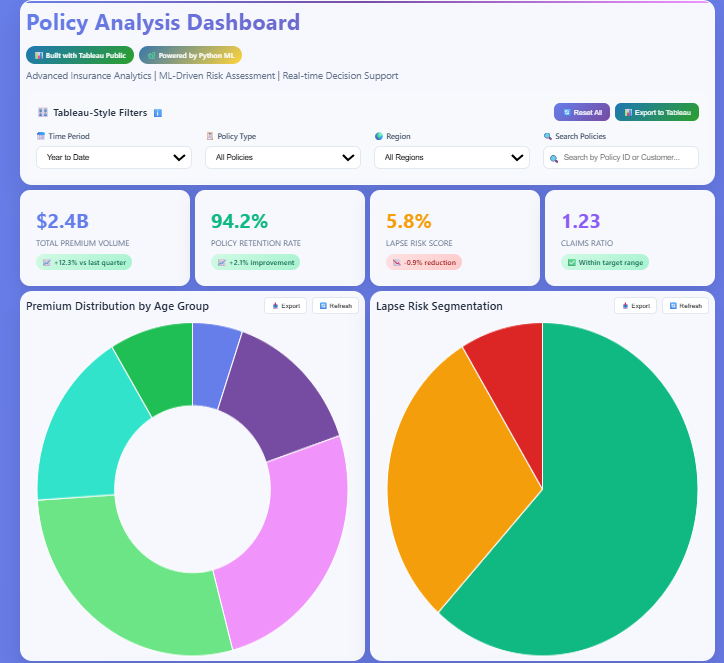 Policy Analysis Dashboard
Built with Tableau Public
Powered by Python ML
Advanced Insurance Analytics | ML-Driven Risk Assessment | Real-time Decision Support
Tableau-Style Filters
Reset All
Export to Tableau
Time Period
Policy Type
Region
Search Policies
Year to Date
All Policies
All Regions
Search by Policy ID or Customer...
$2.4B
TOTAL PREMIUM VOLUME
+12.3% vs last quarter
94.2%
POLICY RETENTION RATE
+2.1% improvement
5.8%
LAPSE RISK SCORE
-0.9% reduction
1.23
CLAIMS RATIO
Within target range
Premium Distribution by Age Group
Export
Refresh
Lapse Risk Segmentation
Export
Refresh